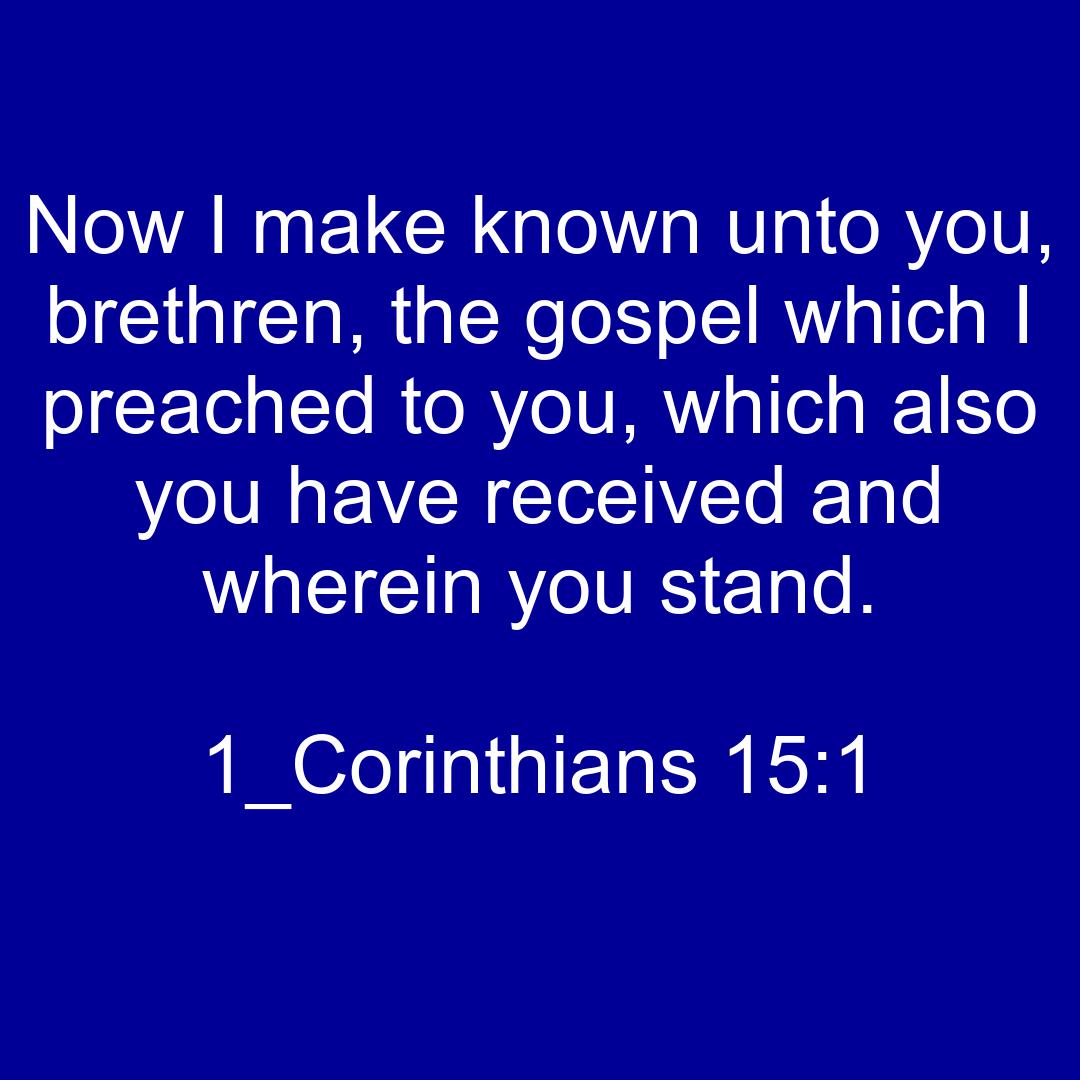 Now I make known unto you,
brethren, the gospel which I
preached to you, which also
you have received and
wherein you stand.
1_Corinthians 15:1